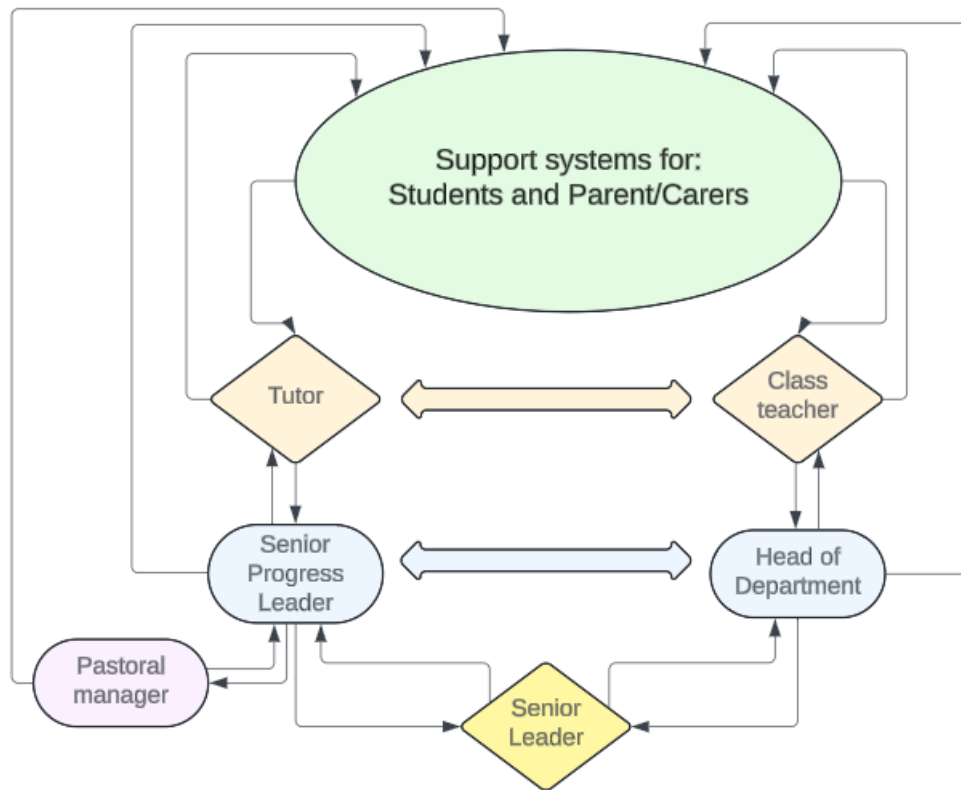 Support systems for:
Students and Parent/Carers
Tutor
Class
teacher
Senior
Progress
Leader
Head of
Department
Pastoral
manager
Senior
Leader